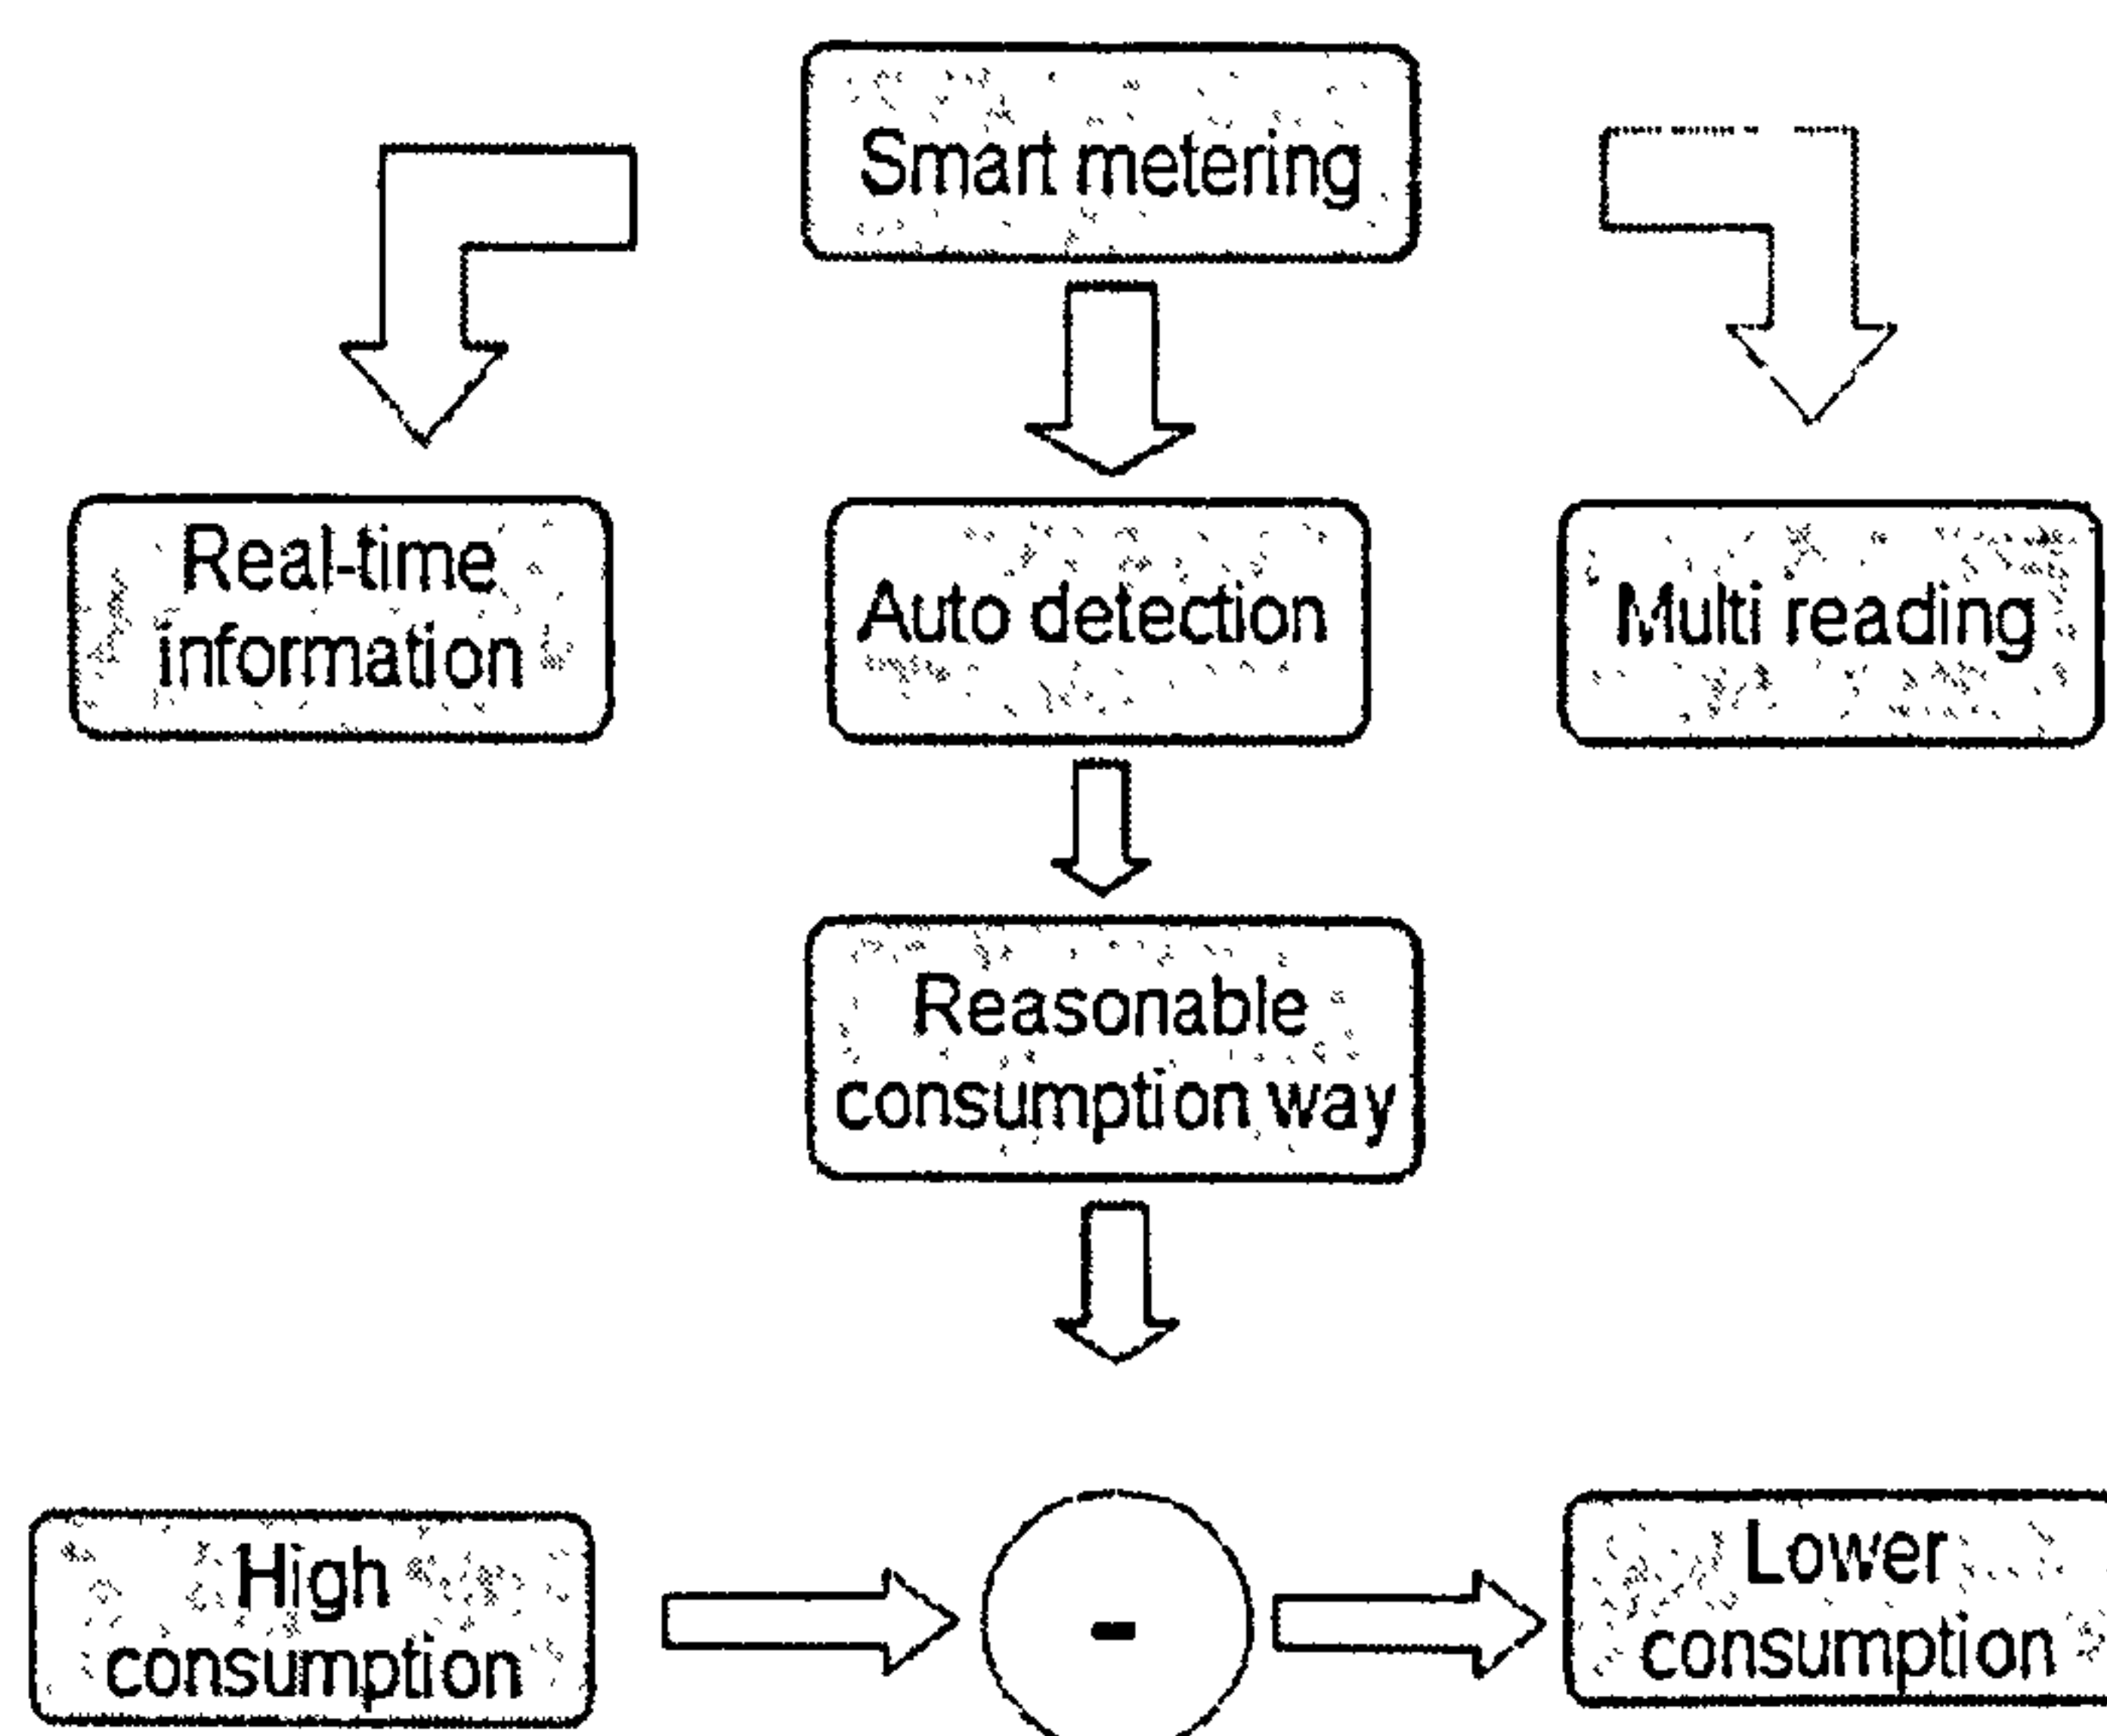 Smart metering
Real-time
information
Auto detection
Multi reading
Reasonable
consumption way
High
consumption
-
Lower
consumption